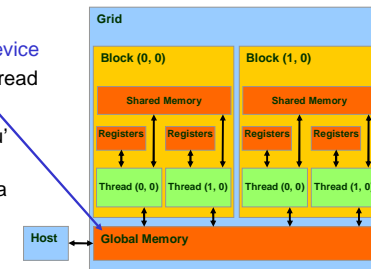 evice
read
'
a
Grid
Block (0, 0)
Block (1, 0)
Shared Memory
Shared Memory
Registers
Registers
Registers
Registers
Thread (0, 0)
Thread (1, 0)
Thread (0, 0)
Thread (1, 0
Host
Global Memory